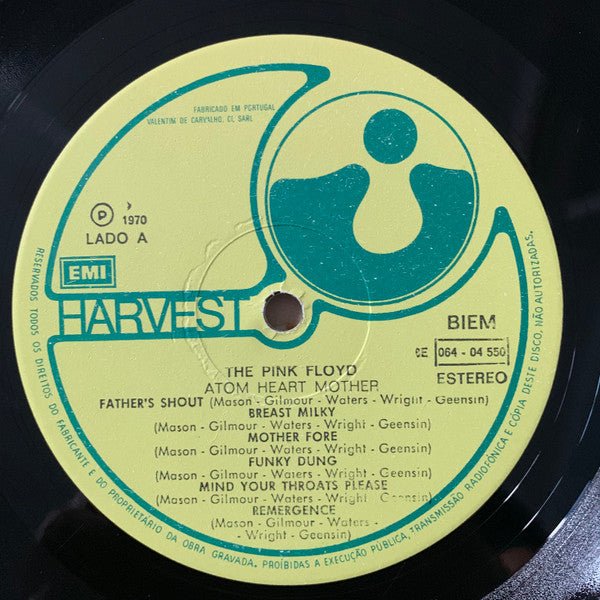 FABRICADO EM PORTUGAL
VALENTIM DE CARVALHO, CI, SARL
Ⓟ 1970
LADO A
EMI
HARVEST
BIEM
CE 064 - 04 550
ESTEREO
THE PINK FLOYD
ATOM HEART MOTHER
FATHER'S SHOUT (Mason - Gilmour - Waters - Wright - Geensin)
BREAST MILKY
(Mason - Gilmour - Waters - Wright - Geensin)
MOTHER FORE
(Mason - Gilmour - Waters - Wright - Geensin)
FUNKY DUNG
(Mason - Gilmour - Waters - Wright - Geensin)
MIND YOUR THROATS PLEASE
(Mason - Gilmour - Waters - Wright - Geensin)
REMERGENCE
(Mason - Gilmour - Waters -
- Wright - Geensin)
RESERVADOS TODOS OS DIREITOS DO FABRICANTE E DO PROPRIETÁRIO DA OBRA GRAVADA. PROÍBIDAS A EXECUÇÃO PÚBLICA, TRANSMISSÃO RADIOFÓNICA E CÓPIA DESTE DISCO, NÃO AUTORIZADAS.